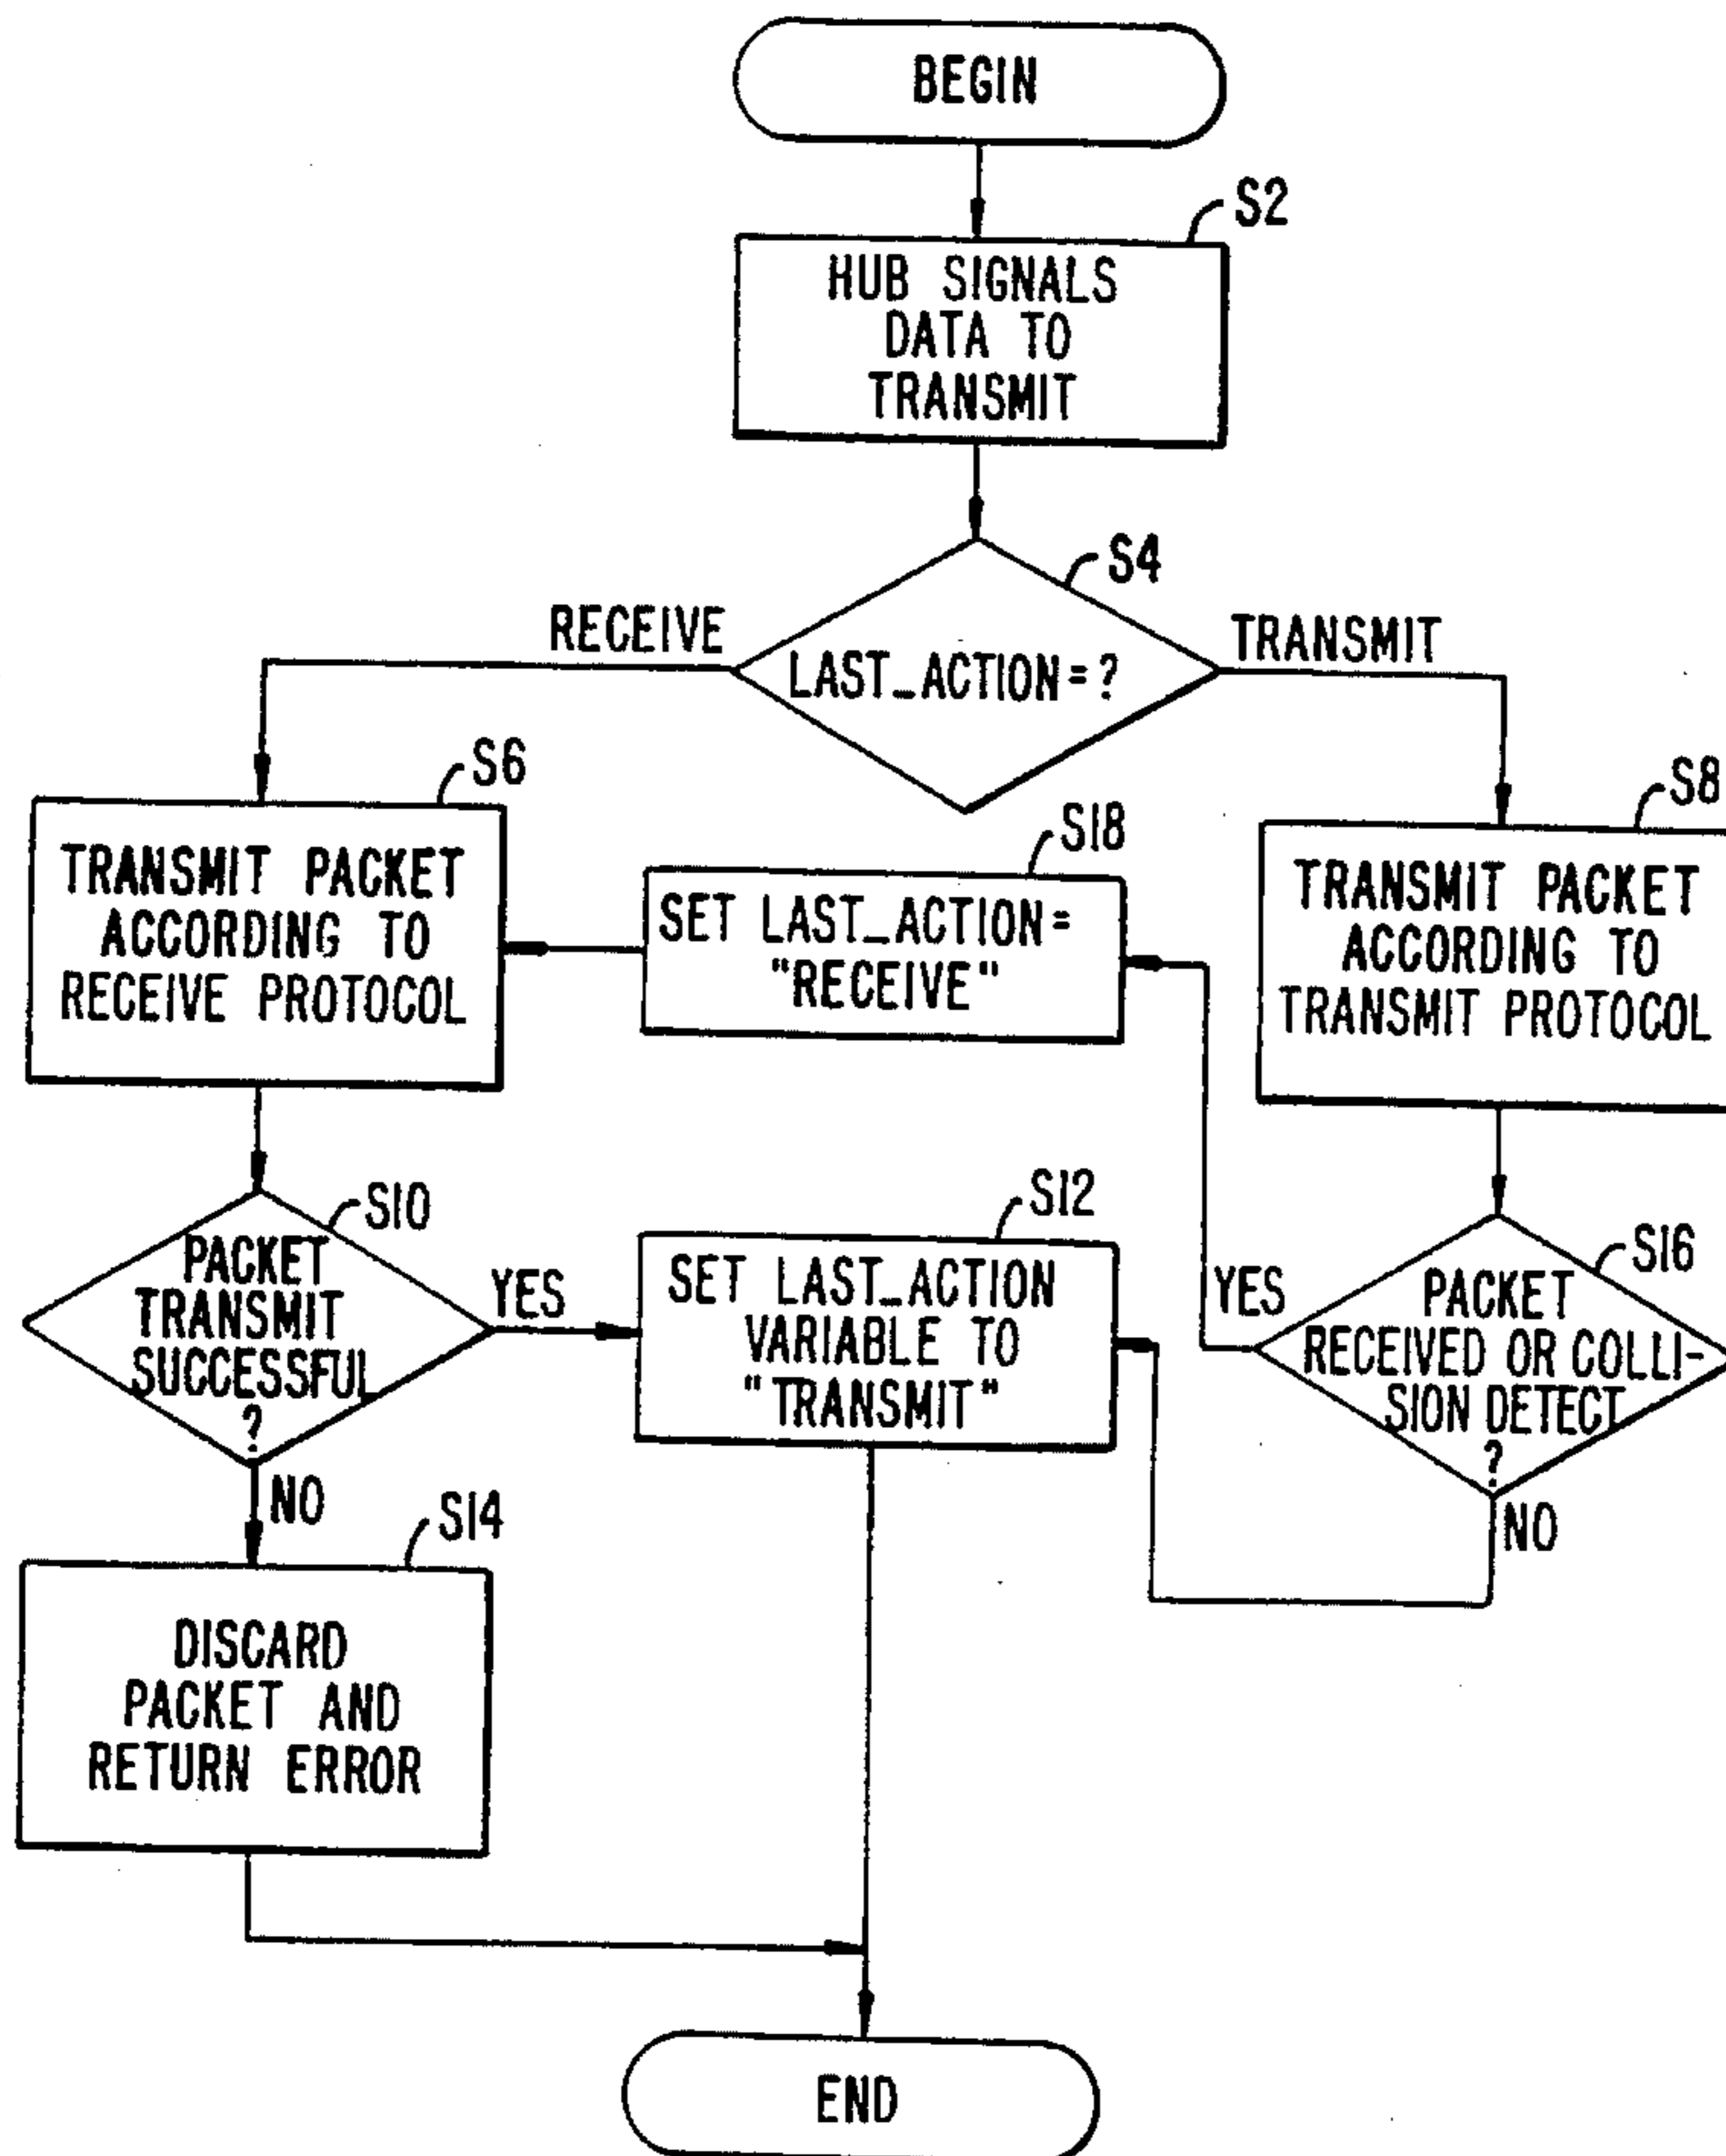 BEGIN
S2
HUB SIGNALS
DATA TO
TRANSMIT
S4
RECEIVE
LAST_ACTION=?
TRANSMIT
S6
TRANSMIT PACKET
ACCORDING TO
RECEIVE PROTOCOL
S18
SET LAST_ACTION=
"RECEIVE"
S8
TRANSMIT PACKET
ACCORDING TO
TRANSMIT PROTOCOL
S10
PACKET
TRANSMIT
SUCCESSFUL
?
YES
NO
S12
SET LAST_ACTION
VARIABLE TO
"TRANSMIT"
S16
YES
PACKET
RECEIVED OR COLLI-
SION DETECT
?
NO
S14
DISCARD
PACKET AND
RETURN ERROR
END